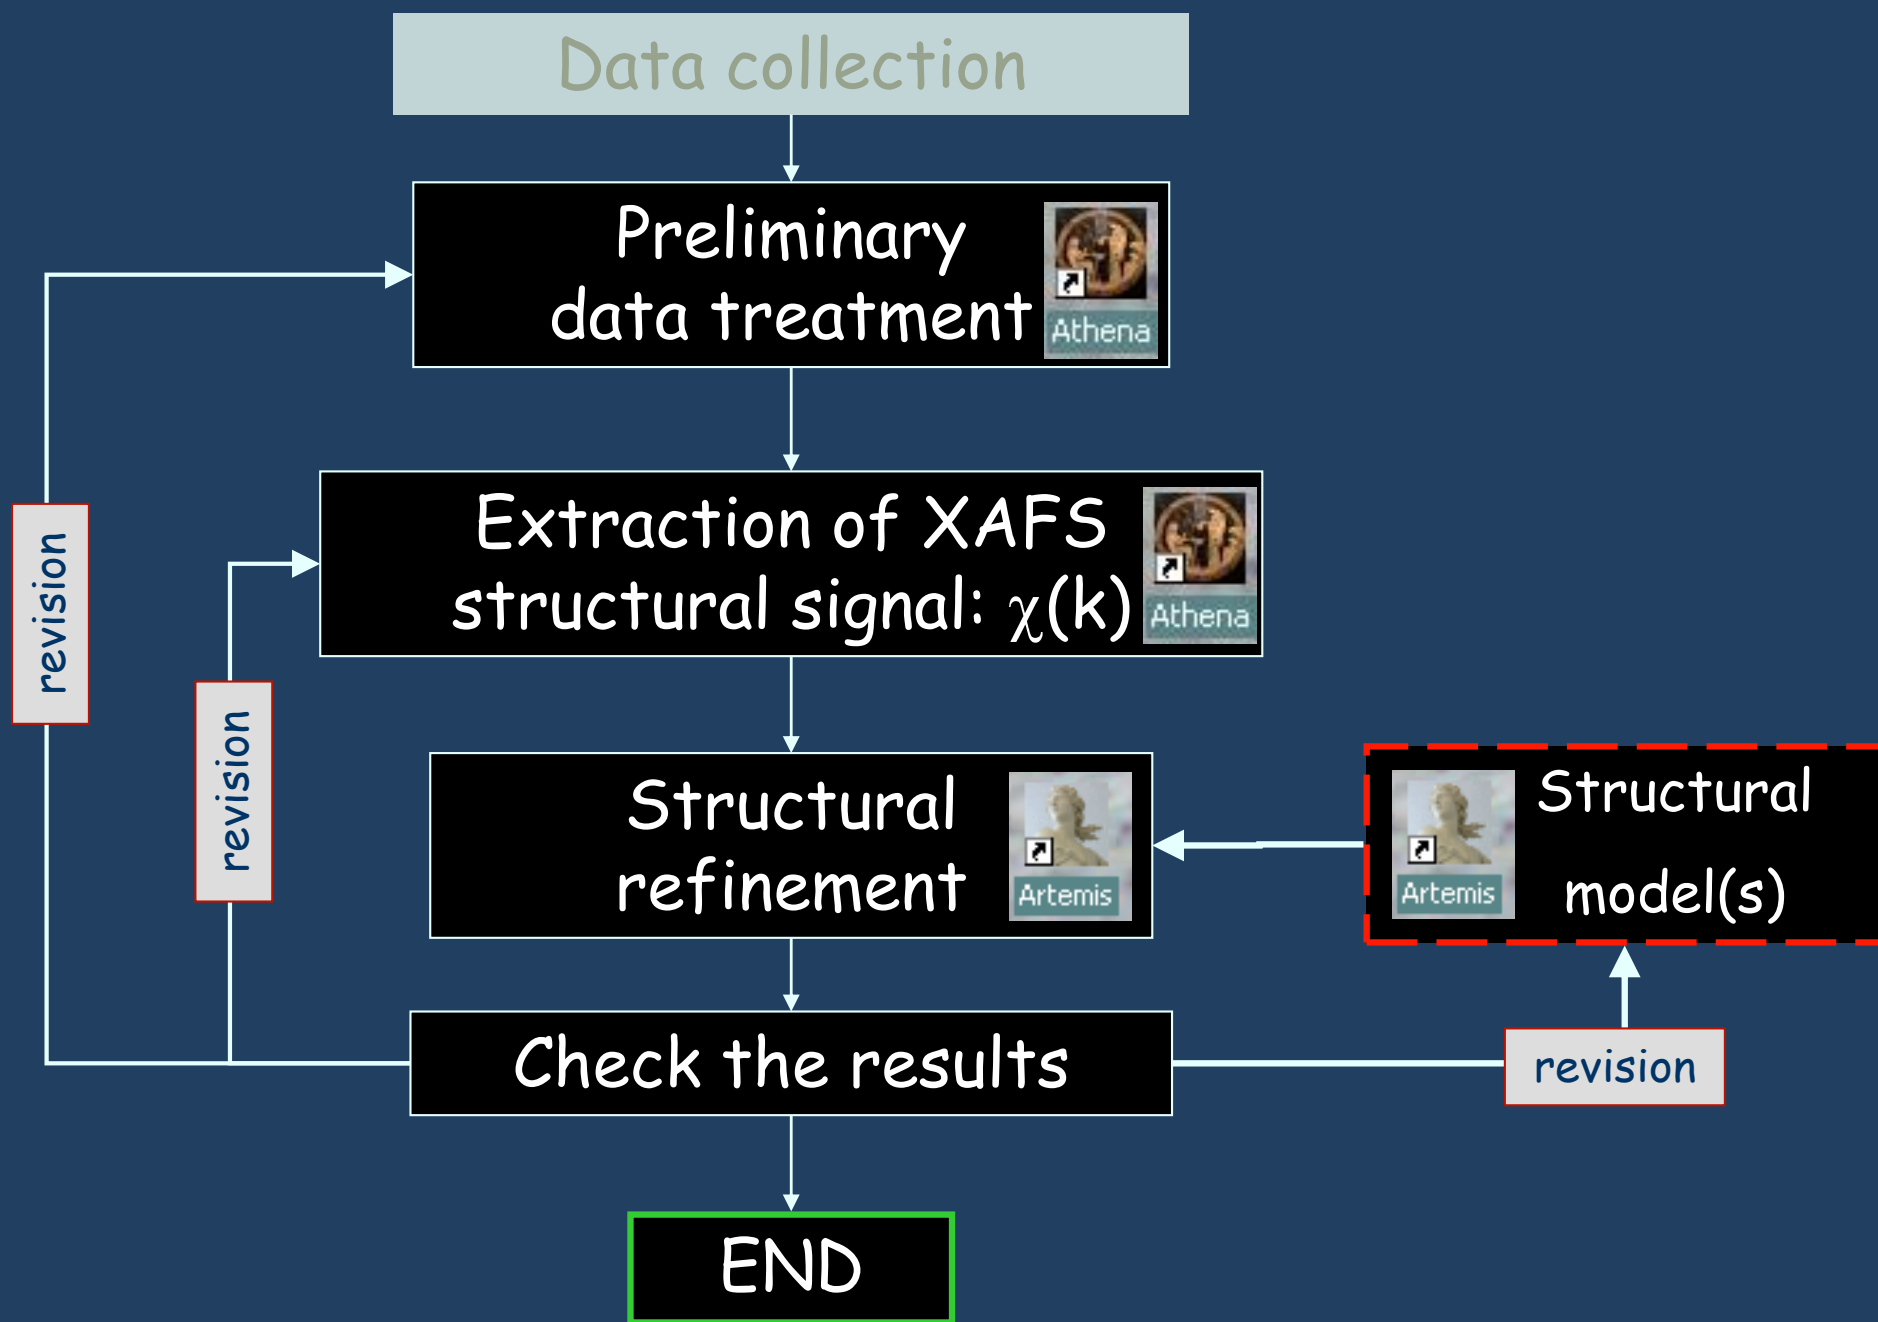 Data collection
Preliminary
data treatment
Athena
Extraction of XAFS
structural signal: χ(k)
Athena
revision
revision
Structural
refinement
Artemis
Artemis
Structural
model(s)
Check the results
revision
END